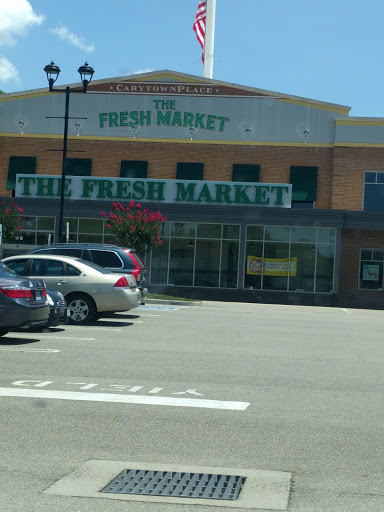 CARYTOWN PLACE
THE
FRESH MARKET
THE FRESH MARKET
YIELD